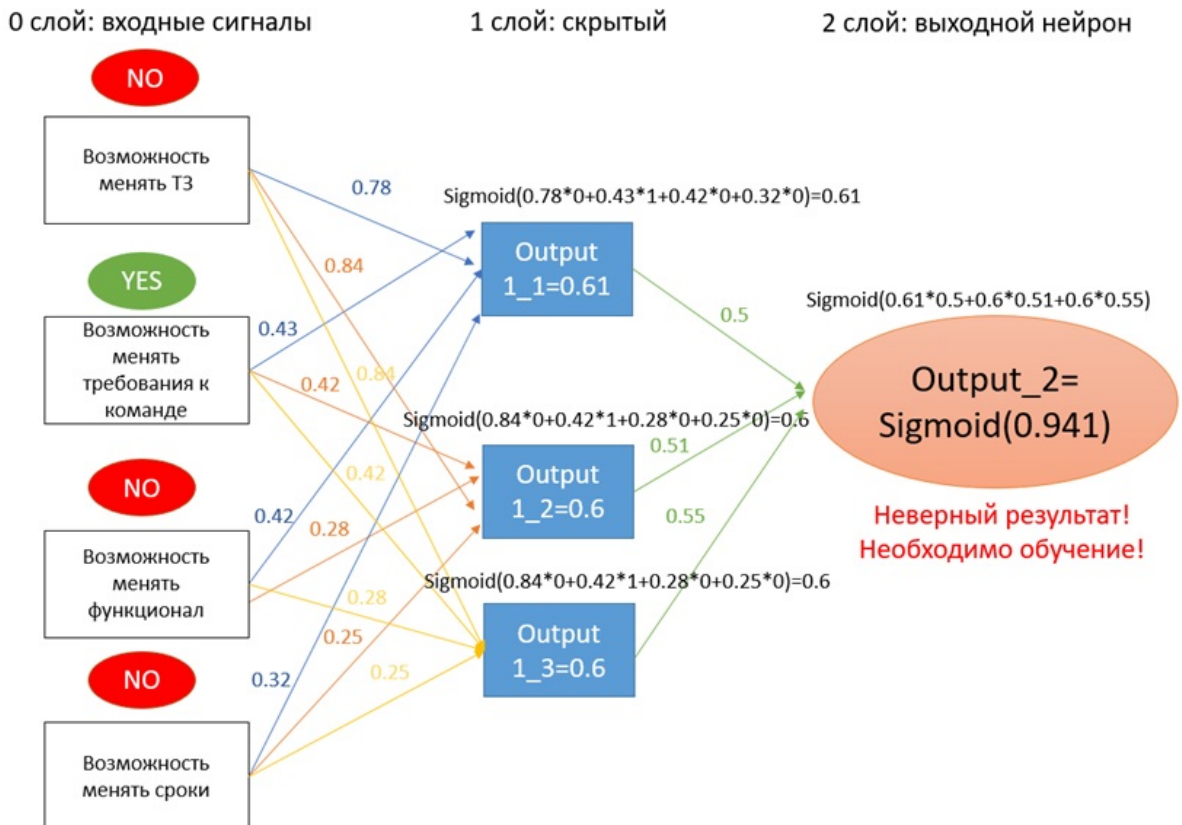 0 слой: входные сигналы
1 слой: скрытый
2 слой: выходной нейрон
NO
Возможность
менять ТЗ
0.78
0.84
Sigmoid(0.78*0+0.43*1+0.42*0+0.32*0)=0.61
Output
1_1=0.61
YES
Возможность
менять
требования к
команде
0.43
0.42
0.84
0.42
0.5
Sigmoid(0.61*0.5+0.6*0.51+0.6*0.55)
Output_2=
Sigmoid(0.941)
Sigmoid(0.84*0+0.42*1+0.28*0+0.25*0)=0.6
0.51
Output
1_2=0.6
0.55
Неверный результат!
Необходимо обучение!
NO
Возможность
менять
функционал
0.42
0.28
0.28
Sigmoid(0.84*0+0.42*1+0.28*0+0.25*0)=0.6
Output
1_3=0.6
NO
Возможность
менять сроки
0.32
0.25
0.25